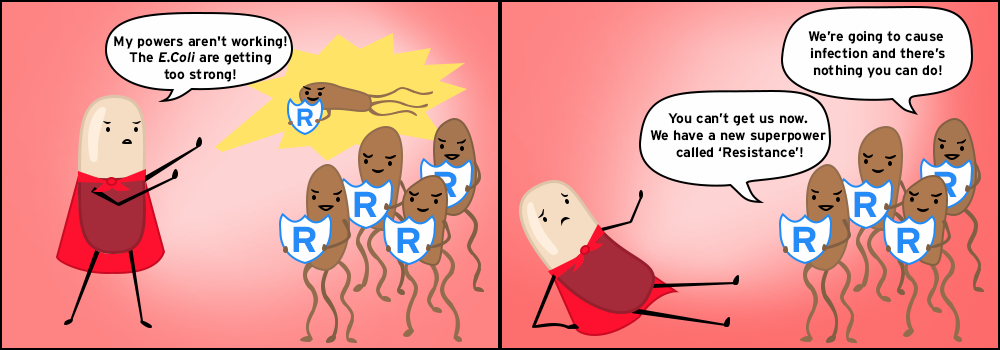 My powers aren't working!
The E.Coli are getting
too strong!
R
R
R
R
R
We're going to cause
infection and there's
nothing you can do!
You can't get us now.
We have a new superpower
called ‘Resistance’!
R
R
R
R